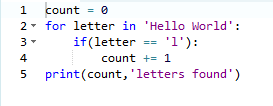 1 count = 0
2 for letter in 'Hello World':
3     if(letter == 'l'):
4         count += 1
5 print(count,'letters found')